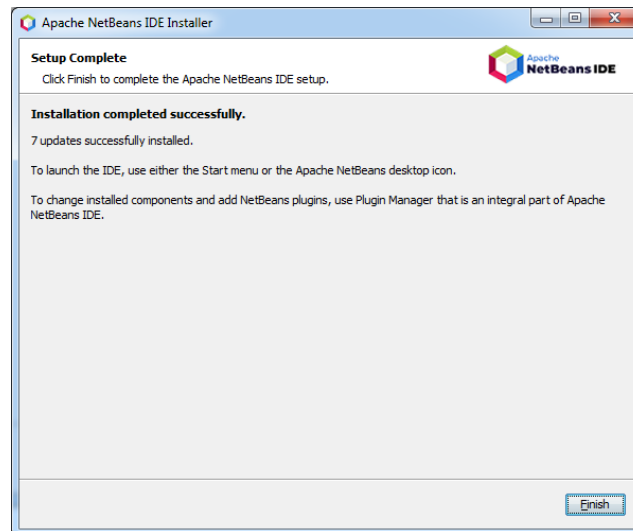 Apache NetBeans IDE Installer
Setup Complete
Click Finish to complete the Apache NetBeans IDE setup.
Apache
NetBeans IDE
Installation completed successfully.
7 updates successfully installed.
To launch the IDE, use either the Start menu or the Apache NetBeans desktop icon.
To change installed components and add NetBeans plugins, use Plugin Manager that is an integral part of Apache
NetBeans IDE.
Finish